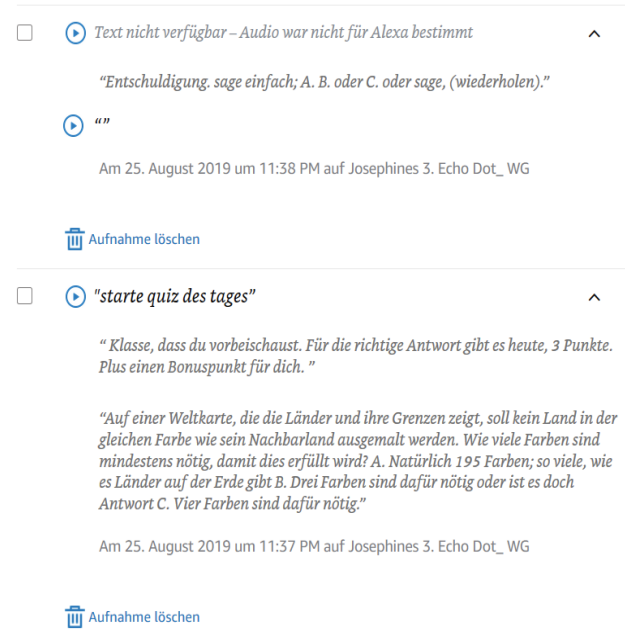 Text nicht verfügbar – Audio war nicht für Alexa bestimmt
“Entschuldigung. sage einfach; A. B. oder C. oder sage, (wiederholen).”
“”
Am 25. August 2019 um 11:38 PM auf Josephines 3. Echo Dot_ WG
Aufnahme löschen
"starte quiz des tages”
“ Klasse, dass du vorbeischaust. Für die richtige Antwort gibt es heute, 3 Punkte.
Plus einen Bonuspunkt für dich. ”
“Auf einer Weltkarte, die die Länder und ihre Grenzen zeigt, soll kein Land in der
gleichen Farbe wie sein Nachbarland ausgemalt werden. Wie viele Farben sind
mindestens nötig, damit dies erfüllt wird? A. Natürlich 195 Farben; so viele, wie
es Länder auf der Erde gibt B. Drei Farben sind dafür nötig oder ist es doch
Antwort C. Vier Farben sind dafür nötig.”
Am 25. August 2019 um 11:37 PM auf Josephines 3. Echo Dot_ WG
Aufnahme löschen